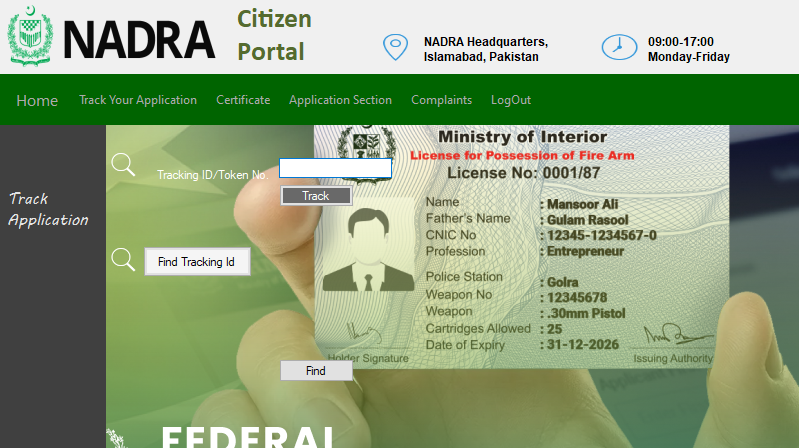 NADRA
Citizen
Portal
NADRA Headquarters,
Islamabad, Pakistan
09:00-17:00
Monday-Friday
Home
Track Your Application
Certificate
Application Section
Complaints
LogOut
Track
Application
Tracking ID/Token No.
Track
Find Tracking Id
Find
Ministry of Interior
License for Possession of Fire Arm
License No: 0001/87
Name : Mansoor Ali
Father's Name : Gulam Rasool
CNIC No : 12345-1234567-0
Profession : Entrepreneur
Police Station : Golra
Weapon No : 12345678
Weapon : .30mm Pistol
Cartridges Allowed : 25
Date of Expiry : 31-12-2026
Holder Signature
Issuing Authority
FEDERAL